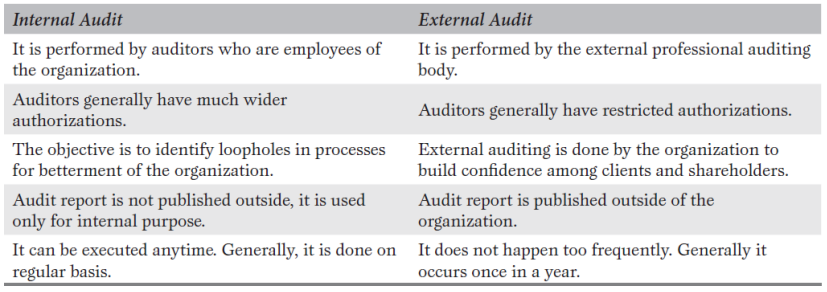 Internal Audit External Audit
It is performed by auditors who are employees of the organization. It is performed by the external professional auditing body.
Auditors generally have much wider authorizations. Auditors generally have restricted authorizations.
The objective is to identify loopholes in processes for betterment of the organization. External auditing is done by the organization to build confidence among clients and shareholders.
Audit report is not published outside, it is used only for internal purpose. Audit report is published outside of the organization.
It can be executed anytime. Generally, it is done on regular basis. It does not happen too frequently. Generally it occurs once in a year.